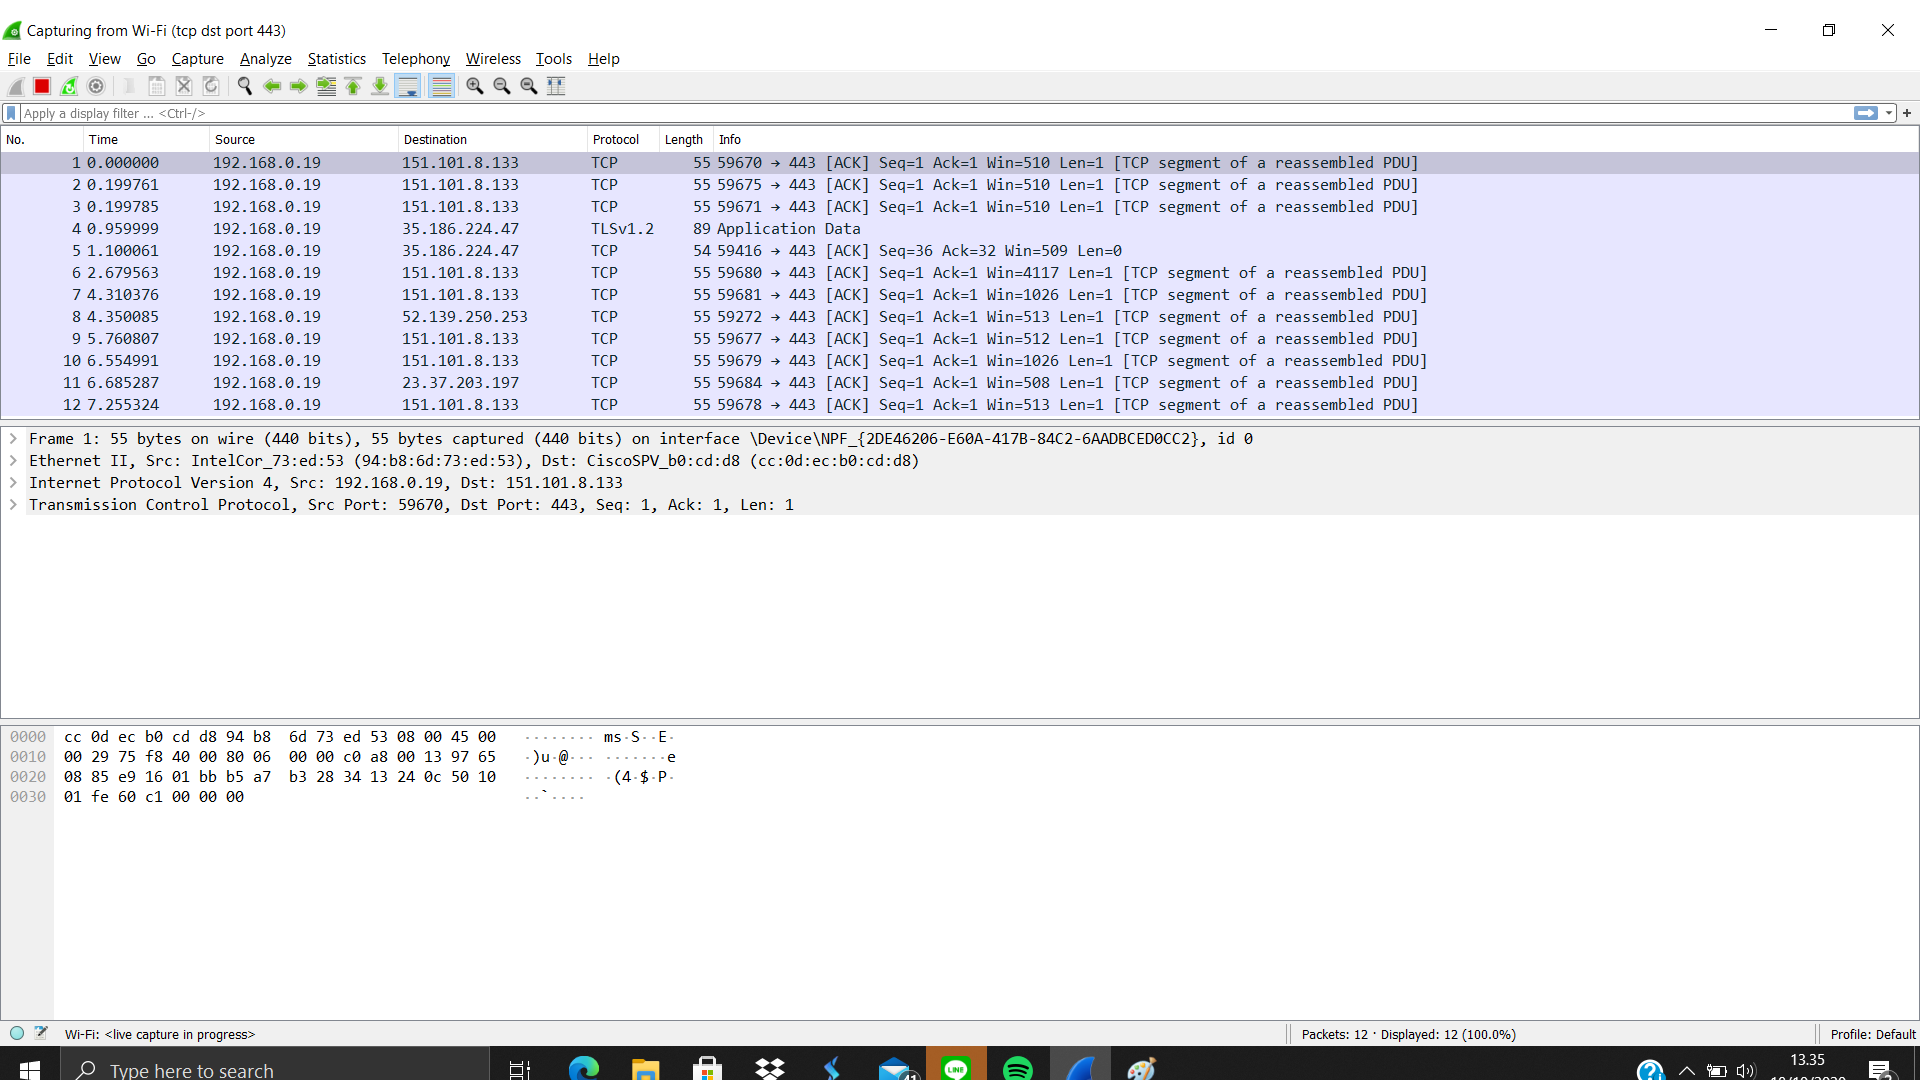 Capturing from Wi-Fi (tcp dst port 443)
File Edit View Go Capture Analyze Statistics Telephony Wireless Tools Help
Apply a display filter ... <Ctrl-/>
No. Time Source Destination Protocol Length Info
1 0.000000 192.168.0.19 151.101.8.133 TCP 55 59670 → 443 [ACK] Seq=1 Ack=1 Win=510 Len=1 [TCP segment of a reassembled PDU]
2 0.199761 192.168.0.19 151.101.8.133 TCP 55 59675 → 443 [ACK] Seq=1 Ack=1 Win=510 Len=1 [TCP segment of a reassembled PDU]
3 0.199785 192.168.0.19 151.101.8.133 TCP 55 59671 → 443 [ACK] Seq=1 Ack=1 Win=510 Len=1 [TCP segment of a reassembled PDU]
4 0.959999 192.168.0.19 35.186.224.47 TLSv1.2 89 Application Data
5 1.100061 192.168.0.19 35.186.224.47 TCP 54 59416 → 443 [ACK] Seq=36 Ack=32 Win=509 Len=0
6 2.679563 192.168.0.19 151.101.8.133 TCP 55 59680 → 443 [ACK] Seq=1 Ack=1 Win=4117 Len=1 [TCP segment of a reassembled PDU]
7 4.310376 192.168.0.19 151.101.8.133 TCP 55 59681 → 443 [ACK] Seq=1 Ack=1 Win=1026 Len=1 [TCP segment of a reassembled PDU]
8 4.350085 192.168.0.19 52.139.250.253 TCP 55 59272 → 443 [ACK] Seq=1 Ack=1 Win=513 Len=1 [TCP segment of a reassembled PDU]
9 5.760807 192.168.0.19 151.101.8.133 TCP 55 59677 → 443 [ACK] Seq=1 Ack=1 Win=512 Len=1 [TCP segment of a reassembled PDU]
10 6.554991 192.168.0.19 151.101.8.133 TCP 55 59679 → 443 [ACK] Seq=1 Ack=1 Win=1026 Len=1 [TCP segment of a reassembled PDU]
11 6.685287 192.168.0.19 23.37.203.197 TCP 55 59684 → 443 [ACK] Seq=1 Ack=1 Win=508 Len=1 [TCP segment of a reassembled PDU]
12 7.255324 192.168.0.19 151.101.8.133 TCP 55 59678 → 443 [ACK] Seq=1 Ack=1 Win=513 Len=1 [TCP segment of a reassembled PDU]
Frame 1: 55 bytes on wire (440 bits), 55 bytes captured (440 bits) on interface \Device\NPF_{2DE46206-E60A-417B-84C2-6AADBCED0CC2}, id 0
Ethernet II, Src: IntelCor_73:ed:53 (94:b8:6d:73:ed:53), Dst: CiscoSPV_b0:cd:d8 (cc:0d:ec:b0:cd:d8)
Internet Protocol Version 4, Src: 192.168.0.19, Dst: 151.101.8.133
Transmission Control Protocol, Src Port: 59670, Dst Port: 443, Seq: 1, Ack: 1, Len: 1
0000 cc 0d ec b0 cd d8 94 b8 6d 73 ed 53 08 00 45 00 ········ ms·S··E·
0010 00 29 75 f8 40 00 80 06 00 00 c0 a8 00 13 97 65 ·)u·@··· ·······e
0020 08 85 e9 16 01 bb b5 a7 b3 28 34 13 24 0c 50 10 ········ ·(4·$·P·
0030 01 fe 60 c1 00 00 00 ··`····
Wi-Fi: <live capture in progress>
Packets: 12 · Displayed: 12 (100.0%)
Profile: Default
Type here to search
LINE
41
13.35